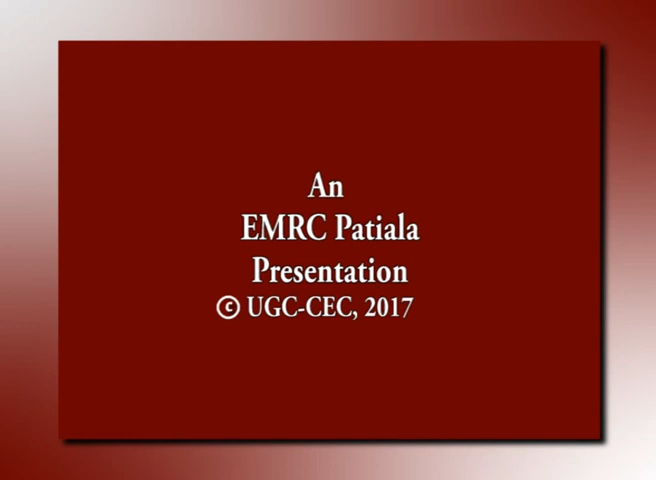 An
EMRC Patiala
Presentation
© UGC-CEC, 2017